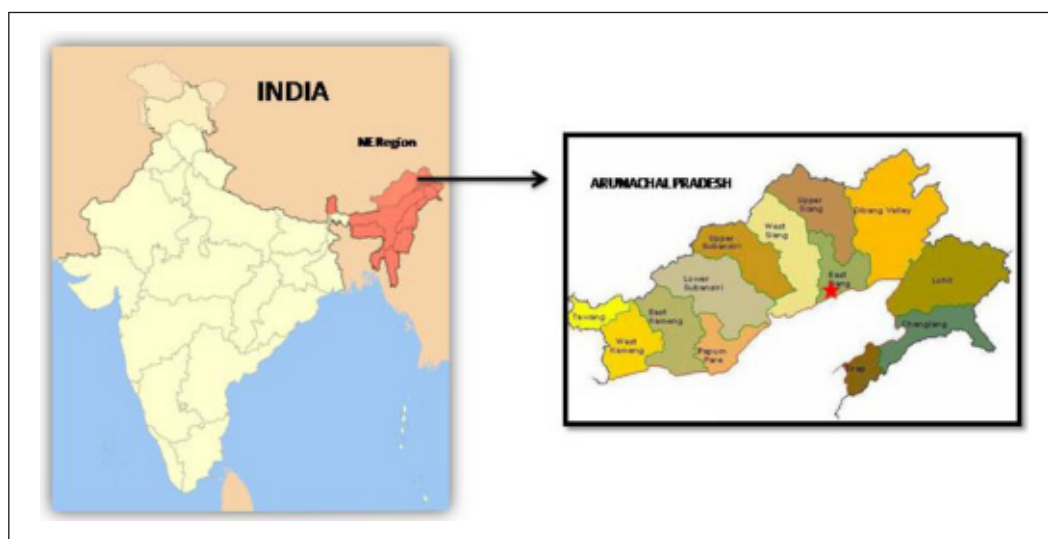 INDIA
NE Region
ARUNACHAL PRADESH
Upper
Siang
Dibang Valley
West
Siang
Upper
Subansiri
East
Siang
Lohit
Lower
Subansiri
Changlang
Tawang
East
Kameng
West
Kameng
Papum
Pare
Tirap